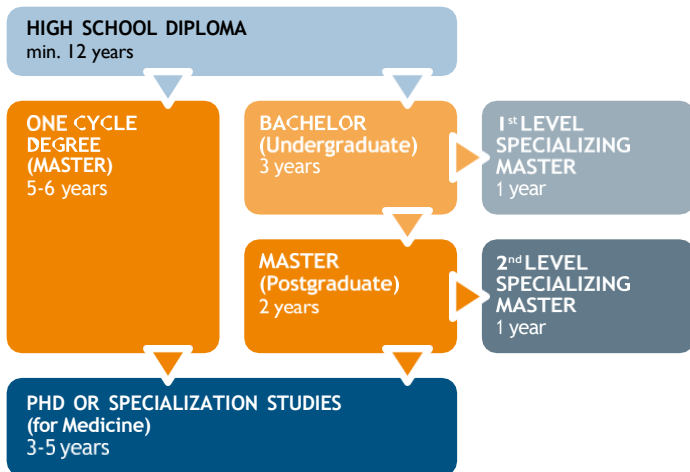 HIGH SCHOOL DIPLOMA
min. 12 years
ONE CYCLE
DEGREE
(MASTER)
5-6 years
BACHELOR
(Undergraduate)
3 years
1st LEVEL
SPECIALIZING
MASTER
1 year
MASTER
(Postgraduate)
2 years
2nd LEVEL
SPECIALIZING
MASTER
1 year
PHD OR SPECIALIZATION STUDIES
(for Medicine)
3-5 years